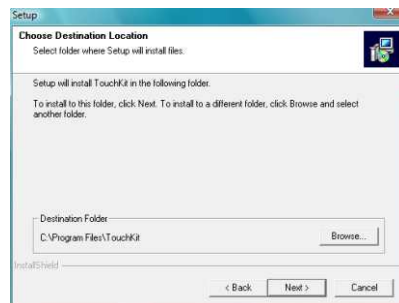 Setup
Choose Destination Location
Select folder where Setup will install files.
Setup will install TouchKit in the following folder.
To install to this folder, click Next. To install to a different folder, click Browse and select
another folder.
Destination Folder
C:\Program Files\TouchKit
Browse...
InstallShield
< Back
Next >
Cancel